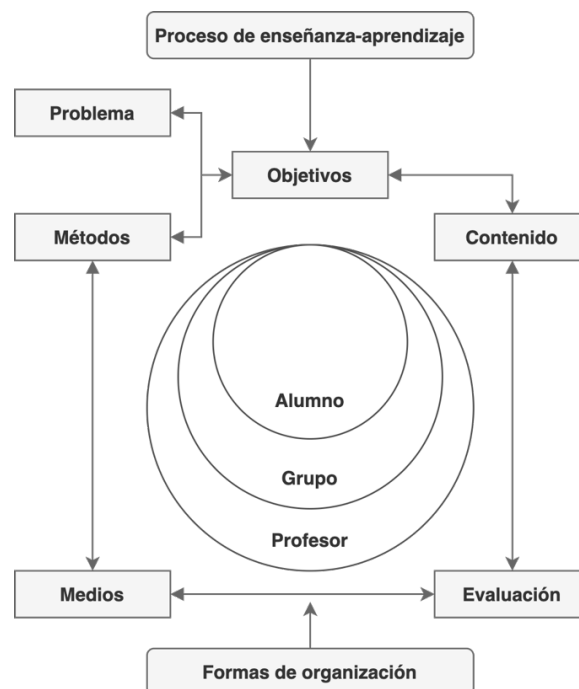 Proceso de enseñanza-aprendizaje
Problema
Objetivos
Métodos
Contenido
Alumno
Grupo
Profesor
Medios
Evaluación
Formas de organización